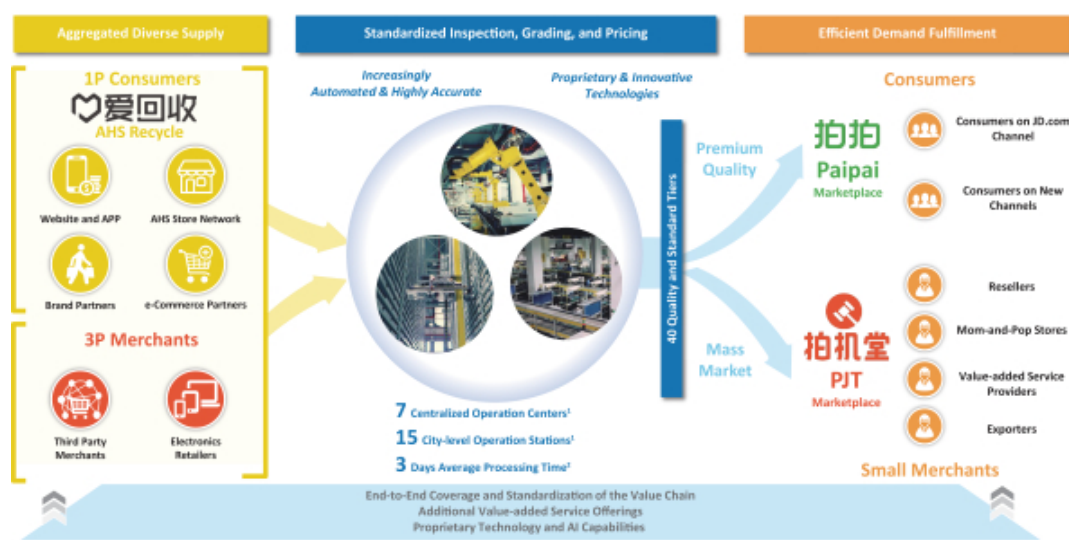 Aggregated Diverse Supply
1P Consumers
爱回收
AHS Recycle
Website and APP
AHS Store Network
Brand Partners
e-Commerce Partners
3P Merchants
Third Party
Merchants
Electronics
Retailers
Standardized Inspection, Grading, and Pricing
Increasingly
Automated & Highly Accurate
Proprietary & Innovative
Technologies
40 Quality and Standard Tiers
7 Centralized Operation Centers¹
15 City-level Operation Stations¹
3 Days Average Processing Time²
Premium
Quality
Mass
Market
Efficient Demand Fulfillment
Consumers
拍拍
Paipai
Marketplace
Consumers on JD.com
Channel
Consumers on New
Channels
拍机堂
PJT
Marketplace
Resellers
Mom-and-Pop Stores
Value-added Service
Providers
Exporters
Small Merchants
End-to-End Coverage and Standardization of the Value Chain
Additional Value-added Service Offerings
Proprietary Technology and AI Capabilities